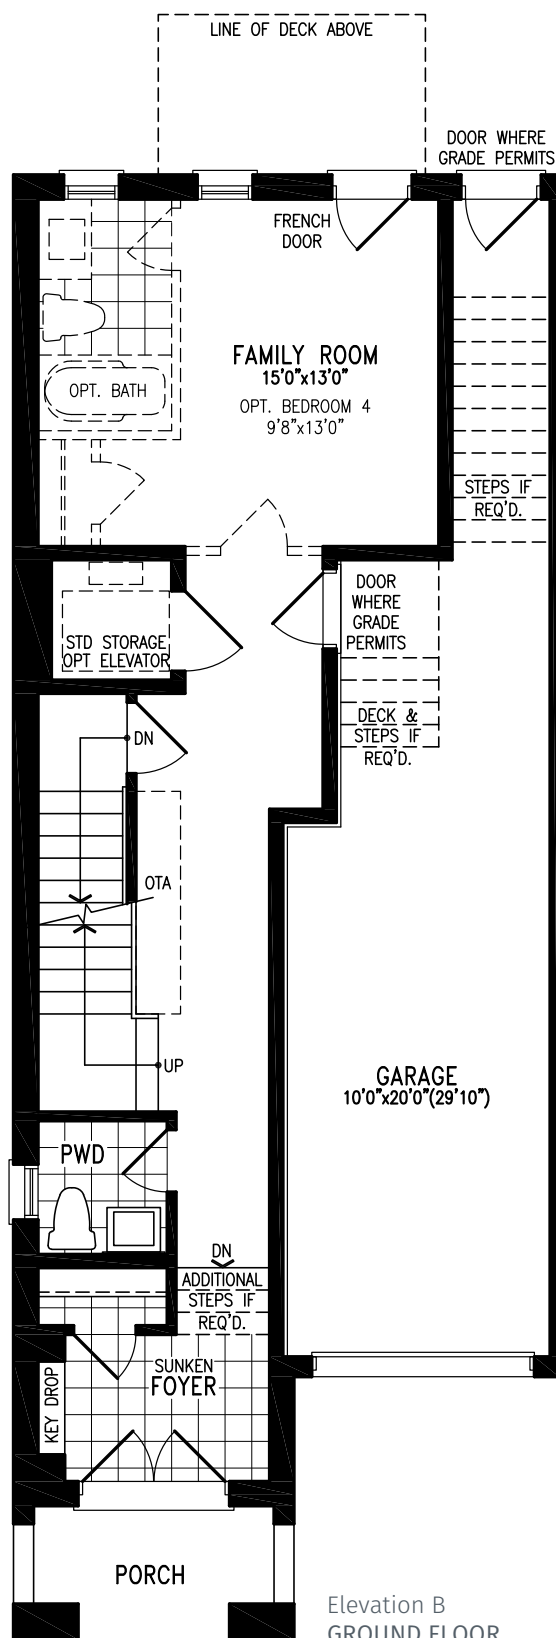 LINE OF DECK ABOVE
DOOR WHERE
GRADE PERMITS
FRENCH
DOOR
FAMILY ROOM
15'0"x13'0"
OPT. BEDROOM 4
9'8"x13'0"
OPT. BATH
STEPS IF
REQ'D.
DOOR
WHERE
GRADE
PERMITS
STD STORAGE
OPT ELEVATOR
DECK &
STEPS IF
REQ'D.
DN
OTA
UP
GARAGE
10'0"x20'0"(29'10")
PWD
DN
ADDITIONAL
STEPS IF
REQ'D.
SUNKEN
FOYER
KEY DROP
PORCH
Elevation B
GROUND FLOOR